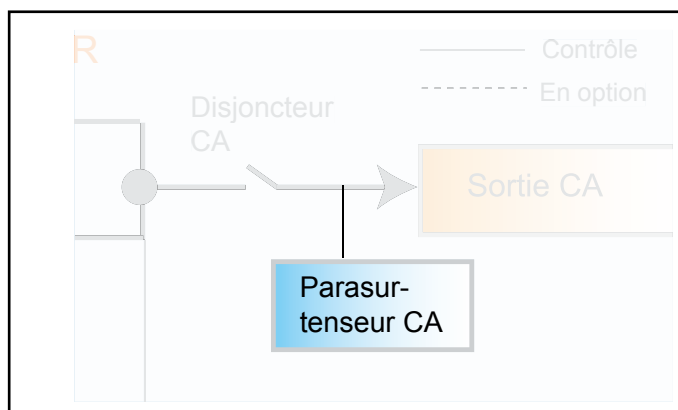 R
Contrôle
En option
Disjoncteur
CA
Sortie CA
Parasur-
tenseur CA